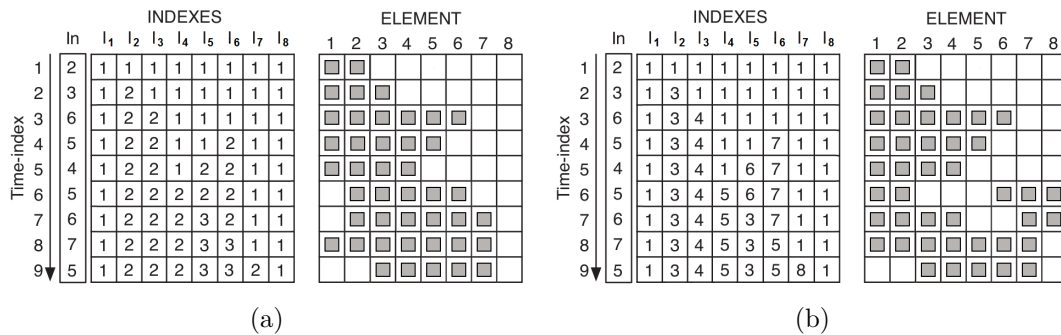 INDEXES ELEMENT
In I1 I2 I3 I4 I5 I6 I7 I8 1 2 3 4 5 6 7 8
Time-index
1 2 1 1 1 1 1 1 1 1
2 3 1 2 1 1 1 1 1 1
3 6 1 2 2 1 1 1 1 1
4 5 1 2 2 1 1 2 1 1
5 4 1 2 2 1 2 2 1 1
6 5 1 2 2 2 2 2 1 1
7 6 1 2 2 2 3 2 1 1
8 7 1 2 2 2 3 3 1 1
9 5 1 2 2 2 3 3 2 1
(a)
INDEXES ELEMENT
In I1 I2 I3 I4 I5 I6 I7 I8 1 2 3 4 5 6 7 8
Time-index
1 2 1 1 1 1 1 1 1 1
2 3 1 3 1 1 1 1 1 1
3 6 1 3 4 1 1 1 1 1
4 5 1 3 4 1 1 7 1 1
5 4 1 3 4 1 6 7 1 1
6 5 1 3 4 5 6 7 1 1
7 6 1 3 4 5 3 7 1 1
8 7 1 3 4 5 3 5 1 1
9 5 1 3 4 5 3 5 8 1
(b)